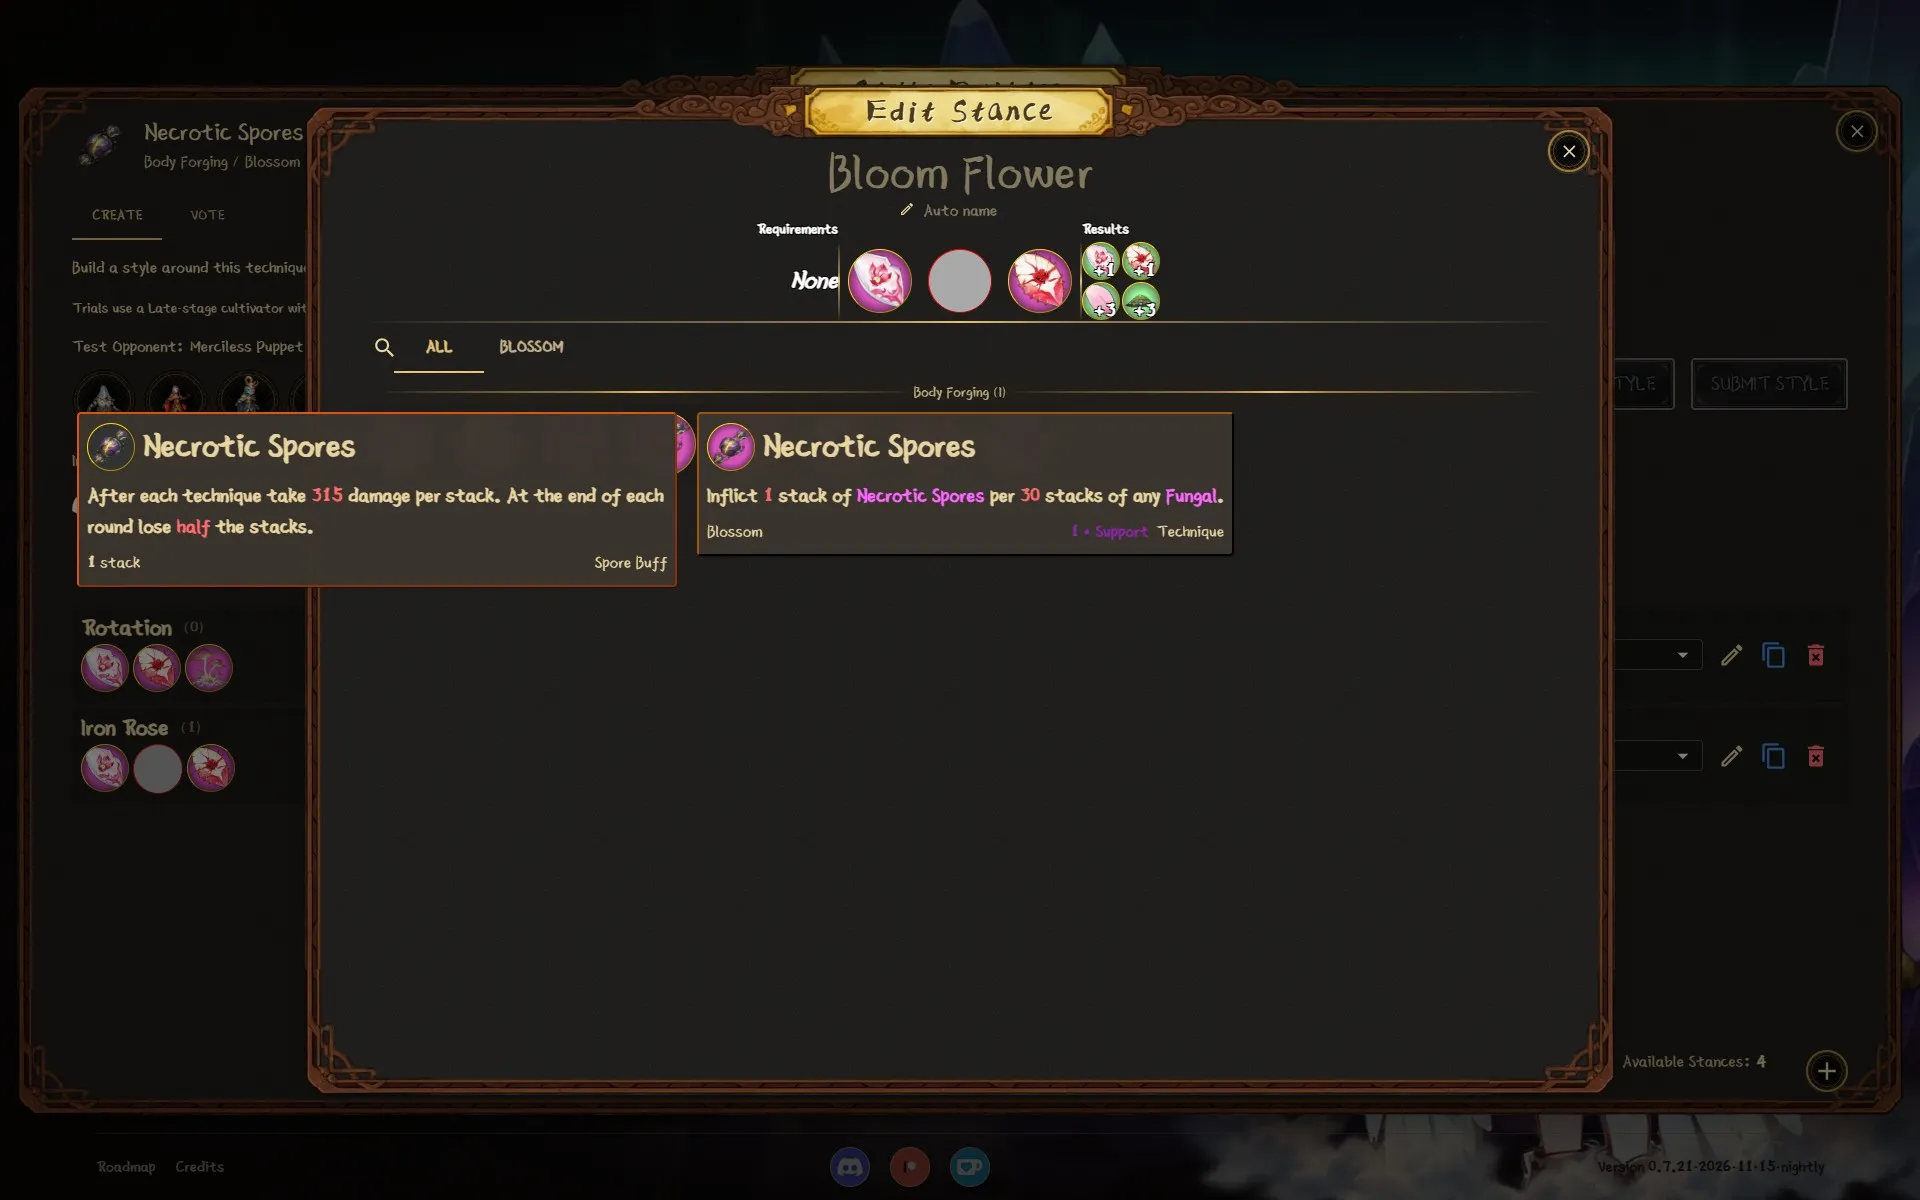 Edit Stance
Necrotic Spores
Body Forging / Blossom
CREATE
VOTE
Build a style around this techniqu
Trials use a Late-stage cultivator wit
Test Opponent: Merciless Puppet
Bloom Flower
Auto name
Requirements
None
Results
+1
+1
+3
+3
ALL
BLOSSOM
Body Forging (1)
TYLE
SUBMIT STYLE
Necrotic Spores
After each technique take 315 damage per stack. At the end of each
round lose half the stacks.
1 stack
Spore Buff
Necrotic Spores
Inflict 1 stack of Necrotic Spores per 30 stacks of any Fungal.
Blossom
1 • Support Technique
Rotation (0)
Iron Rose (1)
Available Stances: 4
Roadmap
Credits
Version 0.7.21-2026-11-15-nightly